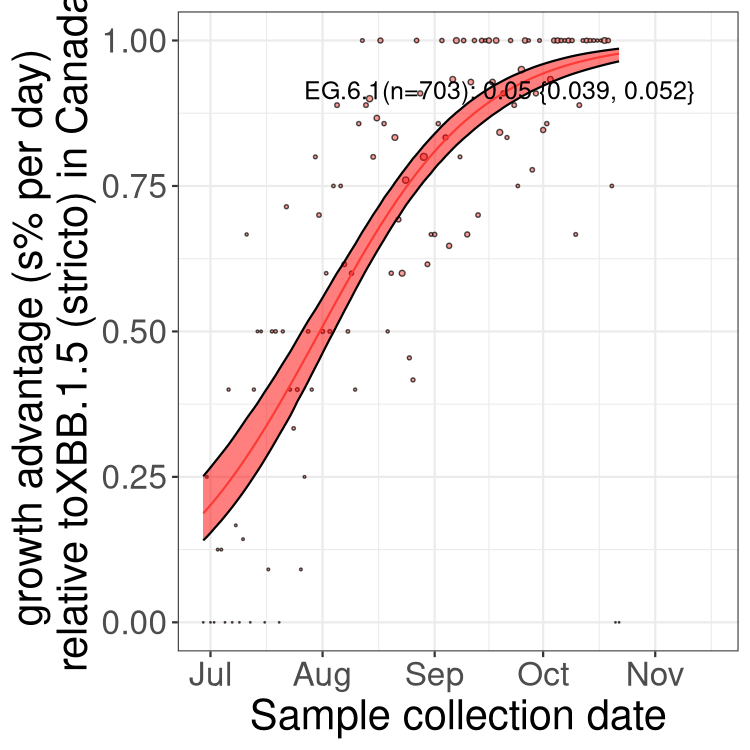 growth advantage (s% per day)
relative toXBB.1.5 (stricto) in Canada
1.00
0.75
0.50
0.25
0.00
EG.6.1(n=703): 0.05 {0.039, 0.052}
Jul Aug Sep Oct Nov
Sample collection date